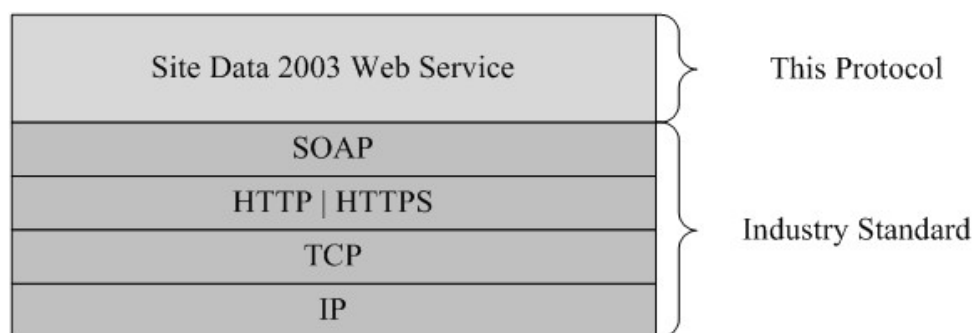 Site Data 2003 Web Service
This Protocol
SOAP
HTTP | HTTPS
TCP
IP
Industry Standard